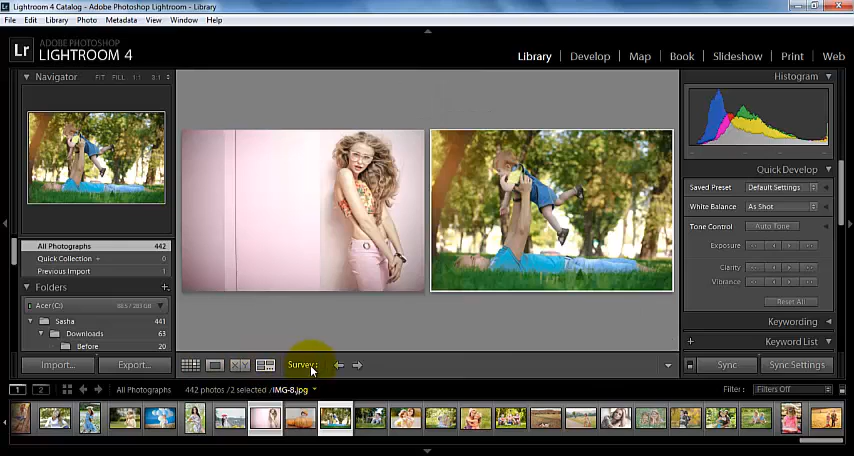 Lightroom 4 Catalog - Adobe Photoshop Lightroom - Library
File Edit Library Photo Metadata View Window Help
Lr ADOBE PHOTOSHOP LIGHTROOM 4
Library | Develop | Map | Book | Slideshow | Print | Web
Navigator FIT FILL 1:1 3:1
Histogram
Quick Develop
Saved Preset Default Settings
White Balance As Shot
Tone Control Auto Tone
Exposure
Clarity
Vibrance
Reset All
Keywording
Keyword List
All Photographs 442
Quick Collection + 0
Previous Import 1
Folders
Acer (C:)
Sasha 441
Downloads 63
Before 20
Import... Export...
XY Survey :
Sync Sync Settings
1 2 All Photographs 442 photos /2 selected /IMG-8.jpg
Filter : Filters Off